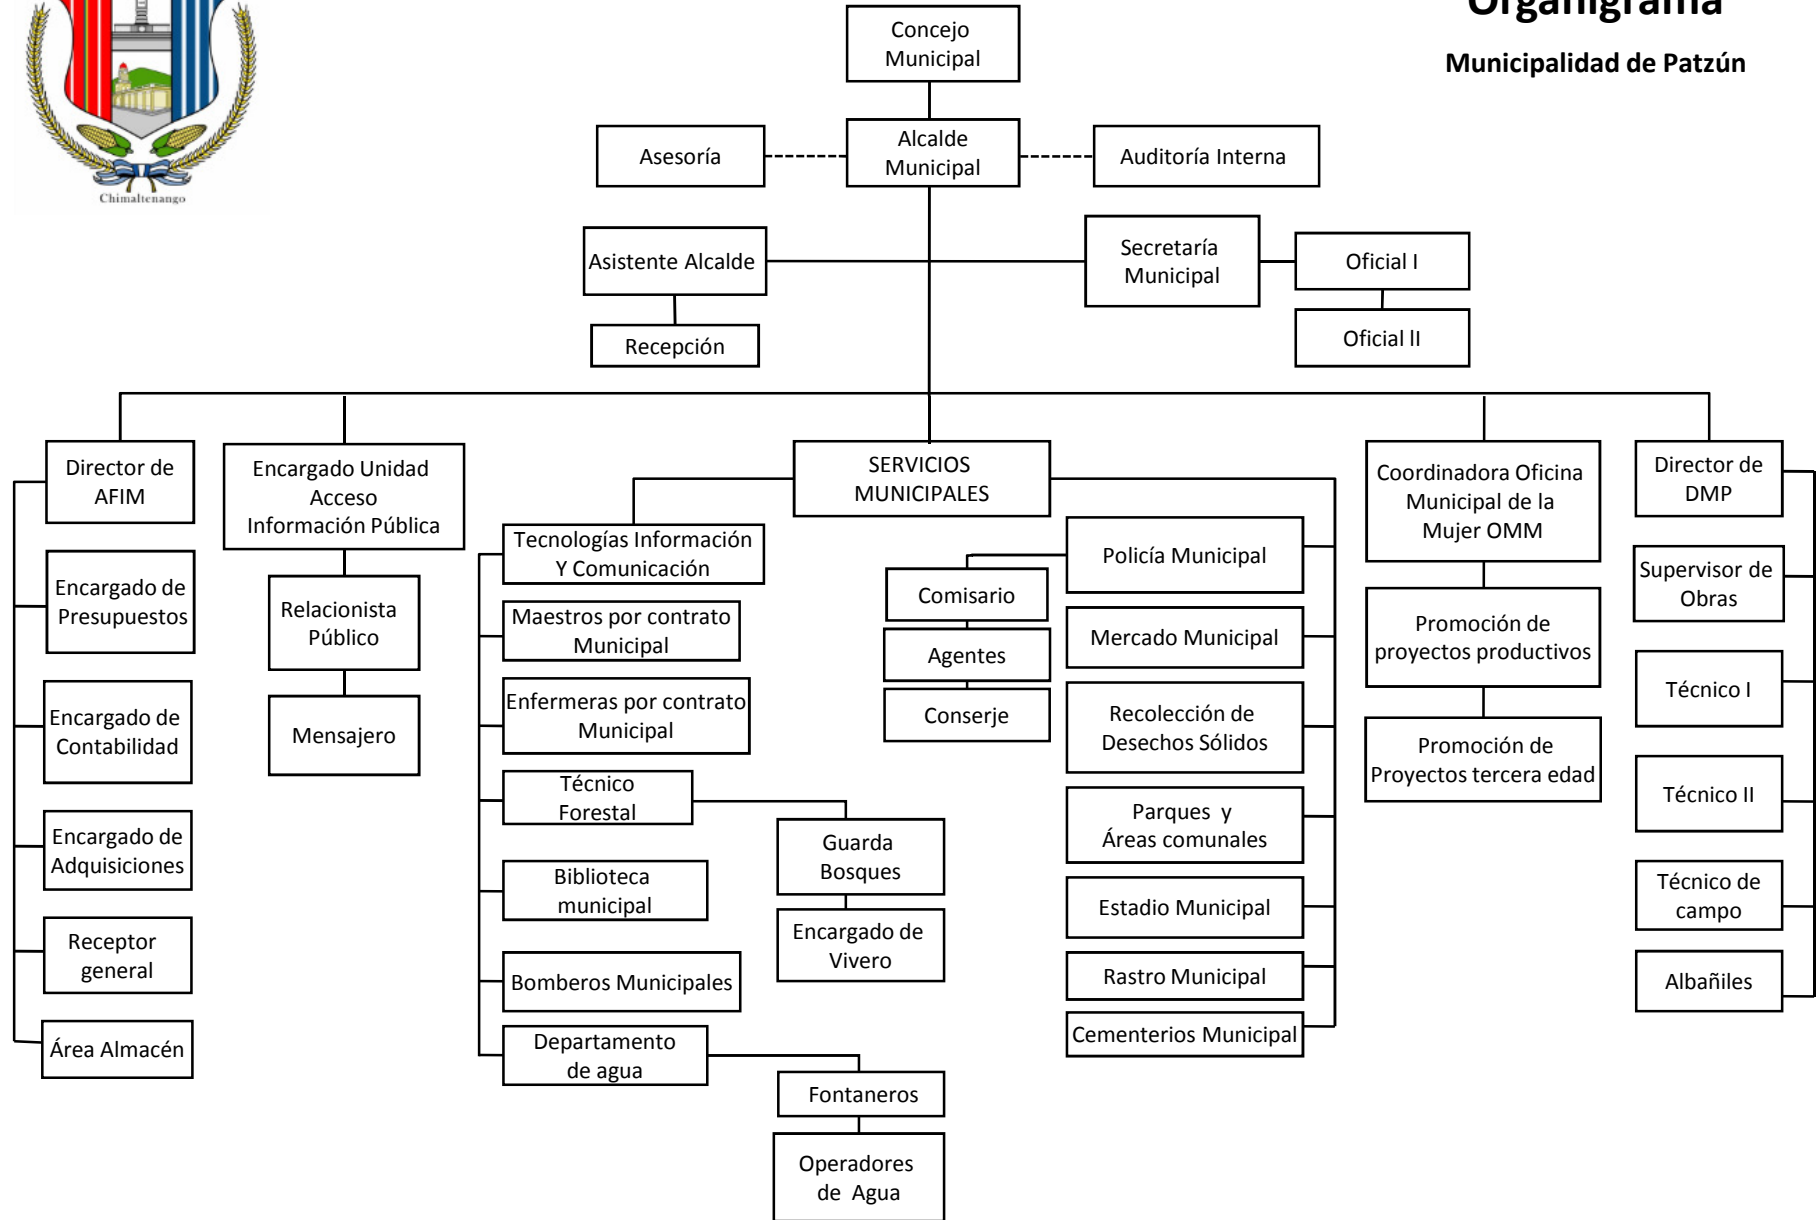 Organigrama
Municipalidad de Patzún
Chimaltenango
Concejo
Municipal
Asesoría
Alcalde
Municipal
Auditoría Interna
Asistente Alcalde
Recepción
Secretaría
Municipal
Oficial I
Oficial lI
Director de
AFIM
Encargado de
Presupuestos
Encargado de
Contabilidad
Encargado de
Adquisiciones
Receptor
general
Área Almacén
Encargado Unidad
Acceso
Información Pública
Relacionista
Público
Mensajero
SERVICIOS
MUNICIPALES
Tecnologías Información
Y Comunicación
Maestros por contrato
Municipal
Enfermeras por contrato
Municipal
Técnico
Forestal
Guarda
Bosques
Encargado de
Vivero
Biblioteca
municipal
Bomberos Municipales
Departamento
de agua
Fontaneros
Operadores
de Agua
Policía Municipal
Comisario
Agentes
Conserje
Mercado Municipal
Recolección de
Desechos Sólidos
Parques y
Áreas comunales
Estadio Municipal
Rastro Municipal
Cementerios Municipal
Coordinadora Oficina
Municipal de la
Mujer OMM
Promoción de
proyectos productivos
Promoción de
Proyectos tercera edad
Director de
DMP
Supervisor de
Obras
Técnico I
Técnico II
Técnico de
campo
Albañiles